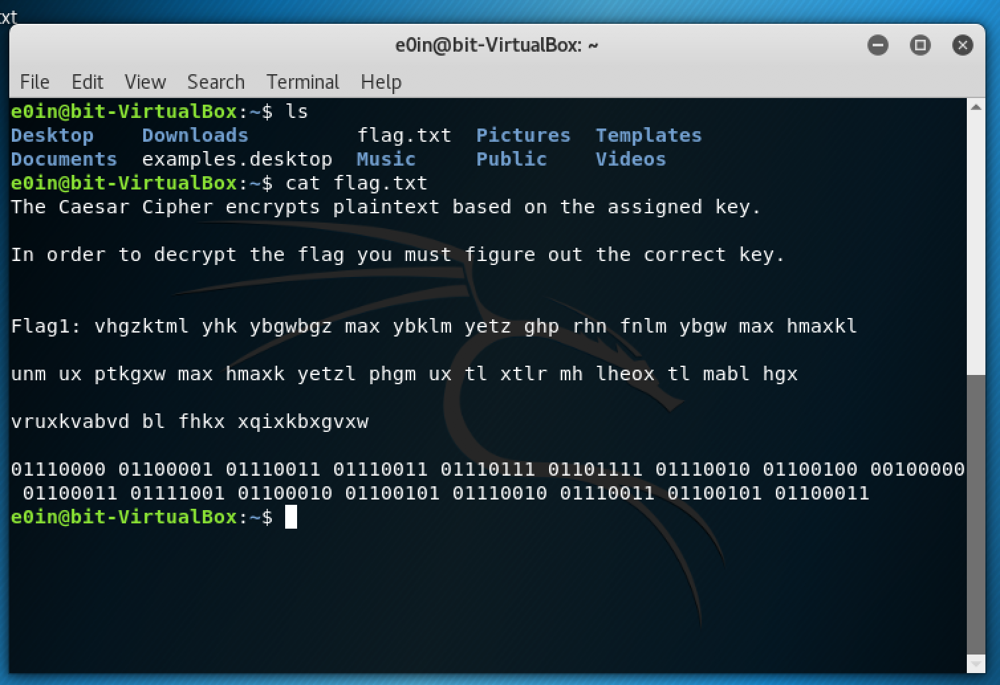 xt
e0in@bit-VirtualBox: ~
File Edit View Search Terminal Help
e0in@bit-VirtualBox:~$ ls
Desktop Downloads flag.txt Pictures Templates
Documents examples.desktop Music Public Videos
e0in@bit-VirtualBox:~$ cat flag.txt
The Caesar Cipher encrypts plaintext based on the assigned key.
In order to decrypt the flag you must figure out the correct key.
Flag1: vhgzktml yhk ybgwbgz max ybklm yetz ghp rhn fnlm ybgw max hmaxkl
unm ux ptkgxw max hmaxk yetzl phgm ux tl xtlr mh lheox tl mabl hgx
vruxkvabvd bl fhkx xqixkbxgvxw
01110000 01100001 01110011 01110011 01110111 01101111 01110010 01100100 00100000
01100011 01111001 01100010 01100101 01110010 01110011 01100101 01100011
e0in@bit-VirtualBox:~$